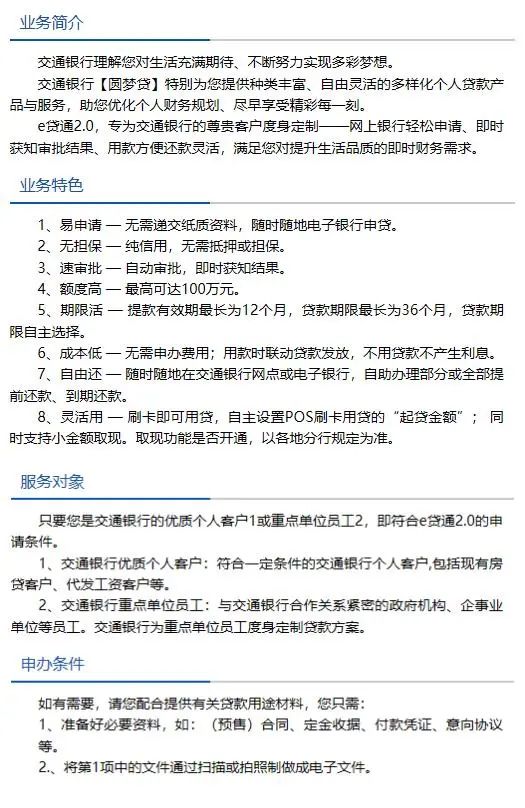 业务简介
交通银行理解您对生活充满期待、不断努力实现多彩梦想。
交通银行【圆梦贷】特别为您提供种类丰富、自由灵活的多样化个人贷款产
品与服务，助您优化个人财务规划、尽早享受精彩每一刻。
e贷通2.0，专为交通银行的尊贵客户度身定制——网上银行轻松申请、即时
获知审批结果、用款方便还款灵活，满足您对提升生活品质的即时财务需求。
业务特色
1、易申请 — 无需递交纸质资料，随时随地电子银行申贷。
2、无担保 — 纯信用，无需抵押或担保。
3、速审批 — 自动审批，即时获知结果。
4、额度高 — 最高可达100万元。
5、期限活 — 提款有效期最长为12个月，贷款期限最长为36个月，贷款期
限自主选择。
6、成本低 — 无需申办费用；用款时联动贷款发放，不用贷款不产生利息。
7、自由还 — 随时随地在交通银行网点或电子银行，自助办理部分或全部提
前还款、到期还款。
8、灵活用 — 刷卡即可用贷，自主设置POS刷卡用贷的“起贷金额”； 同
时支持小金额取现。取现功能是否开通，以各地分行规定为准。
服务对象
只要您是交通银行的优质个人客户1或重点单位员工2，即符合e贷通2.0的申
请条件。
1、交通银行优质个人客户：符合一定条件的交通银行个人客户,包括现有房
贷客户、代发工资客户等。
2、交通银行重点单位员工：与交通银行合作关系紧密的政府机构、企事业
单位等员工。交通银行为重点单位员工度身定制贷款方案。
申办条件
如有需要，请您配合提供有关贷款用途材料，您只需：
1、准备好必要资料，如：（预售）合同、定金收据、付款凭证、意向协议
等。
2.、将第1项中的文件通过扫描或拍照制做成电子文件。